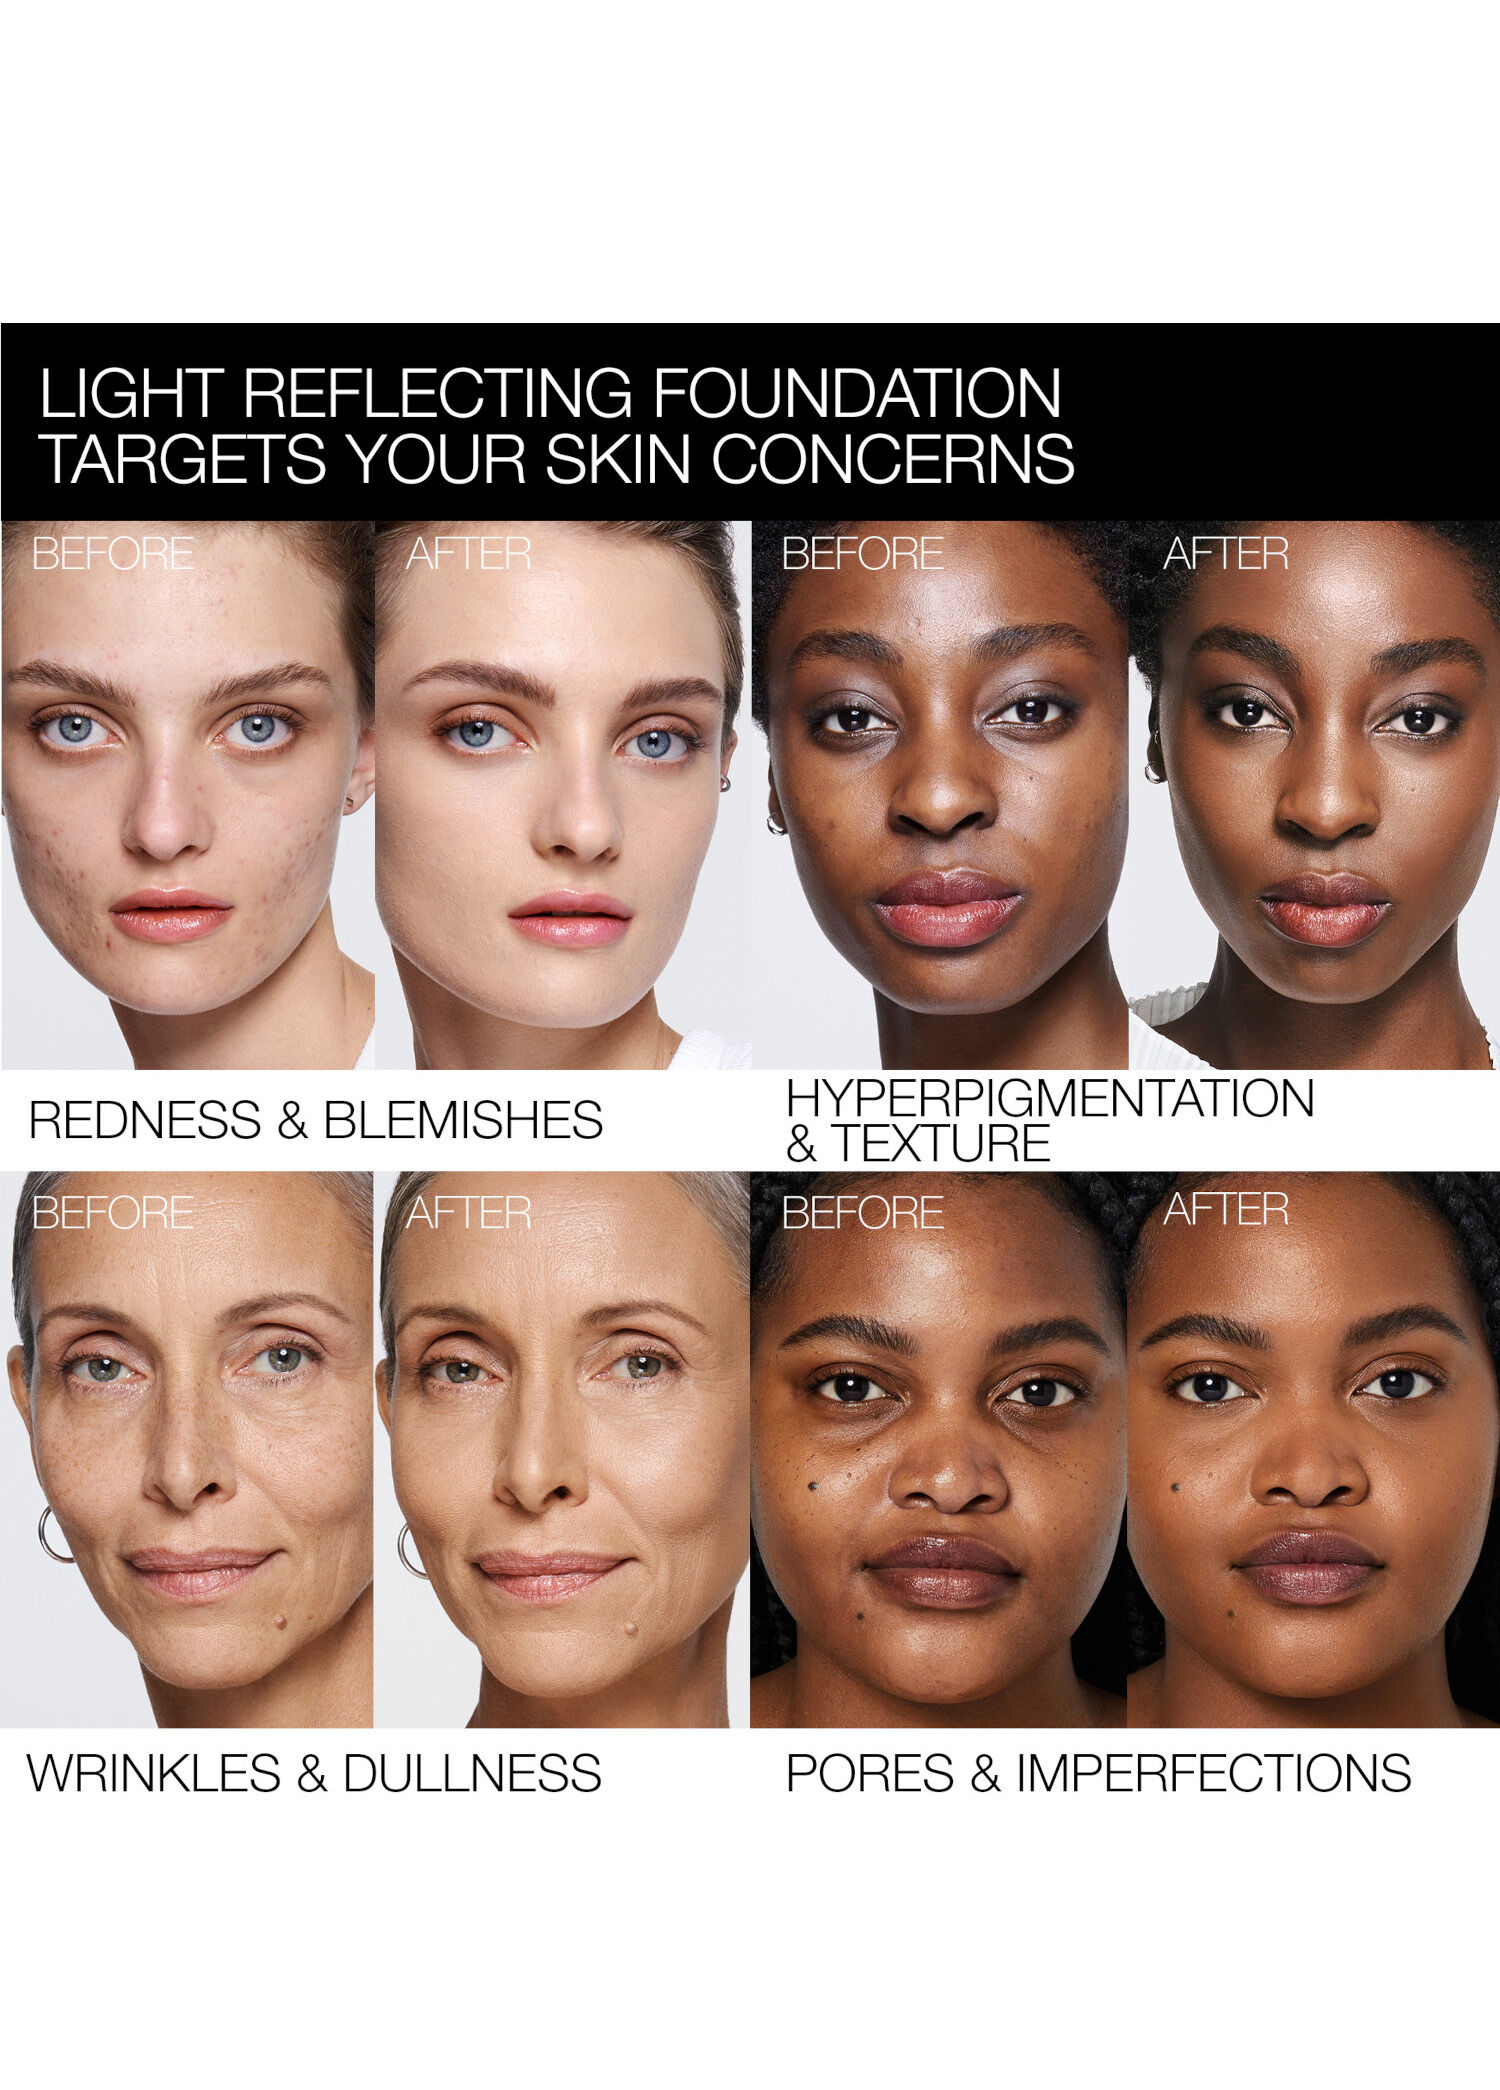 LIGHT REFLECTING FOUNDATION
TARGETS YOUR SKIN CONCERNS
BEFORE
AFTER
BEFORE
AFTER
REDNESS & BLEMISHES
HYPERPIGMENTATION
& TEXTURE
BEFORE
AFTER
BEFORE
AFTER
WRINKLES & DULLNESS
PORES & IMPERFECTIONS